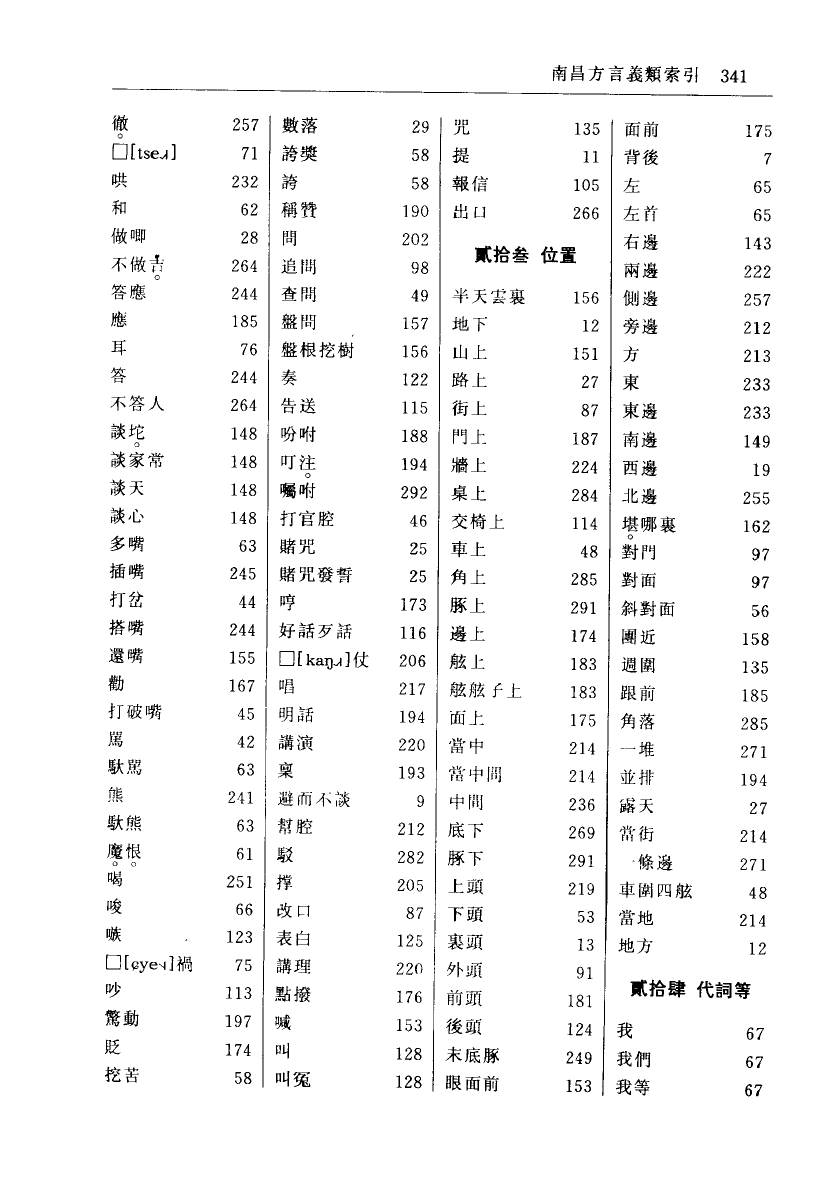 南昌方言義類索引 341
徹 257
□[tse˩] 71
哄 232
和 62
做唧 28
不做言 264
答應 244
應 185
耳 76
答 244
不答人 264
談坨 148
談家常 148
談天 148
談心 148
多嘴 63
插嘴 245
打岔 44
搭嘴 244
還嘴 155
勸 167
打破嘴 45
罵 42
馱罵 63
熊 241
馱熊 63
魔恨 61
喝 251
唆 66
嗾 123
□[ɕye˧]禍 75
吵 113
驚動 197
貶 174
挖苦 58
數落 29
誇獎 58
誇 58
稱贊 190
問 202
追問 98
查問 49
盤問 157
盤根挖樹 156
奏 122
告送 115
吩咐 188
叮注 194
囑咐 292
打官腔 46
賭咒 25
賭咒發誓 25
哼 173
好話歹話 116
□[kaŋ˩]仗 206
唱 217
明話 194
講演 220
稟 193
避而不談 9
幫腔 212
駁 282
撑 205
改口 87
表白 125
講理 220
點撥 176
喊 153
叫 128
叫冤 128
咒 135
提 11
報信 105
出口 266
貳拾叁 位置
半天雲裏 156
地下 12
山上 151
路上 27
街上 87
門上 187
牆上 224
桌上 284
交椅上 114
車上 48
角上 285
豚上 291
邊上 174
舷上 183
舷舷子上 183
面上 175
當中 214
當中間 214
中間 236
底下 269
豚下 291
上頭 219
下頭 53
裏頭 13
外頭 91
前頭 181
後頭 124
末底豚 249
眼面前 153
面前 175
背後 7
左 65
左首 65
右邊 143
兩邊 222
側邊 257
旁邊 212
方 213
東 233
東邊 233
南邊 149
西邊 19
北邊 255
堪哪裏 162
對門 97
對面 97
斜對面 56
團近 158
週圍 135
跟前 185
角落 285
一堆 271
並排 194
露天 27
當街 214
一條邊 271
車圍四舷 48
當地 214
地方 12
貳拾肆 代詞等
我 67
我們 67
我等 67